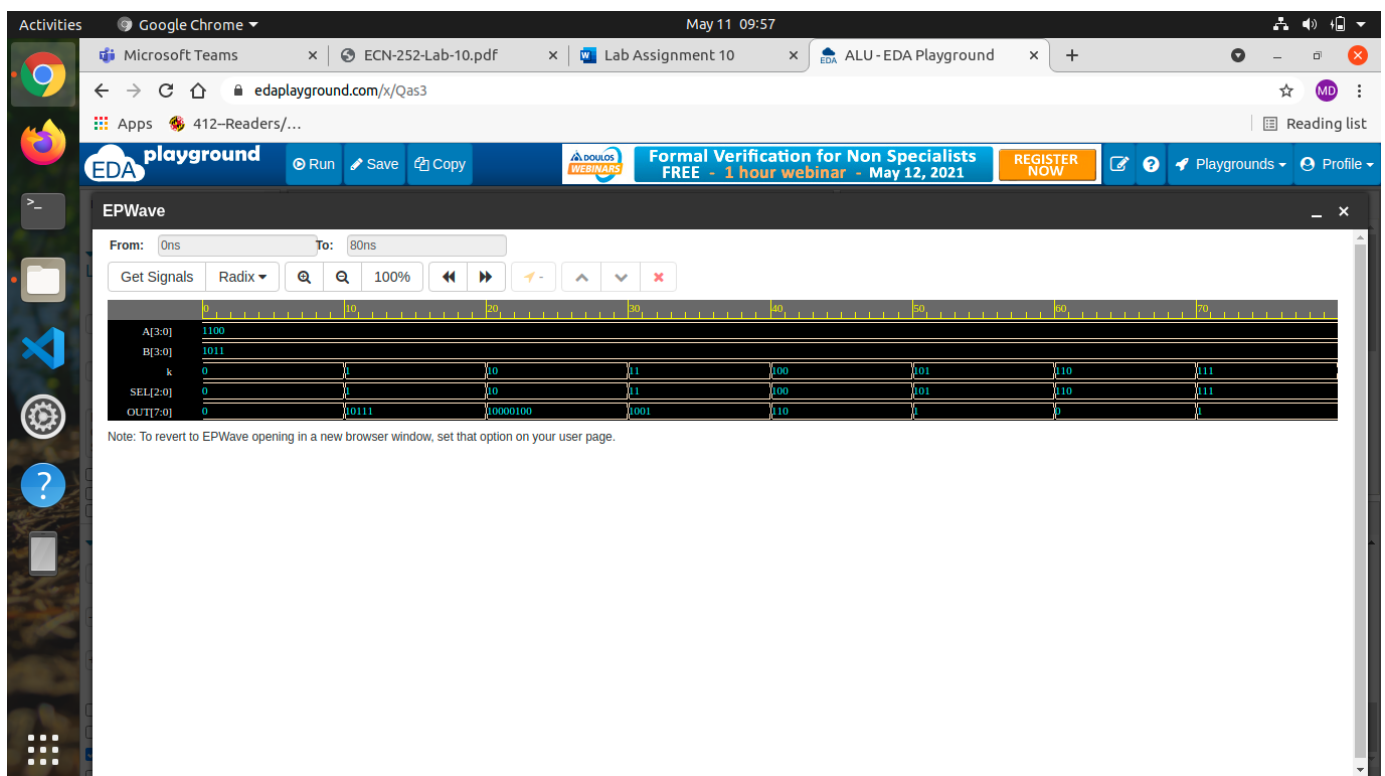 Activities Google Chrome May 11 09:57
Microsoft Teams ECN-252-Lab-10.pdf Lab Assignment 10 ALU - EDA Playground
edaplayground.com/x/Qas3 MD
Apps 412–Readers/... Reading list
EDA playground Run Save Copy DOULOS WEBINARS Formal Verification for Non Specialists FREE - 1 hour webinar - May 12, 2021 REGISTER NOW Playgrounds Profile
EPWave
From: 0ns To: 80ns
Get Signals Radix 100% -
0 10 20 30 40 50 60 70
A[3:0] 1100
B[3:0] 1011
k 0 1 10 11 100 101 110 111
SEL[2:0] 0 1 10 11 100 101 110 111
OUT[7:0] 0 10111 10000100 1001 110 1 0 1
Note: To revert to EPWave opening in a new browser window, set that option on your user page.